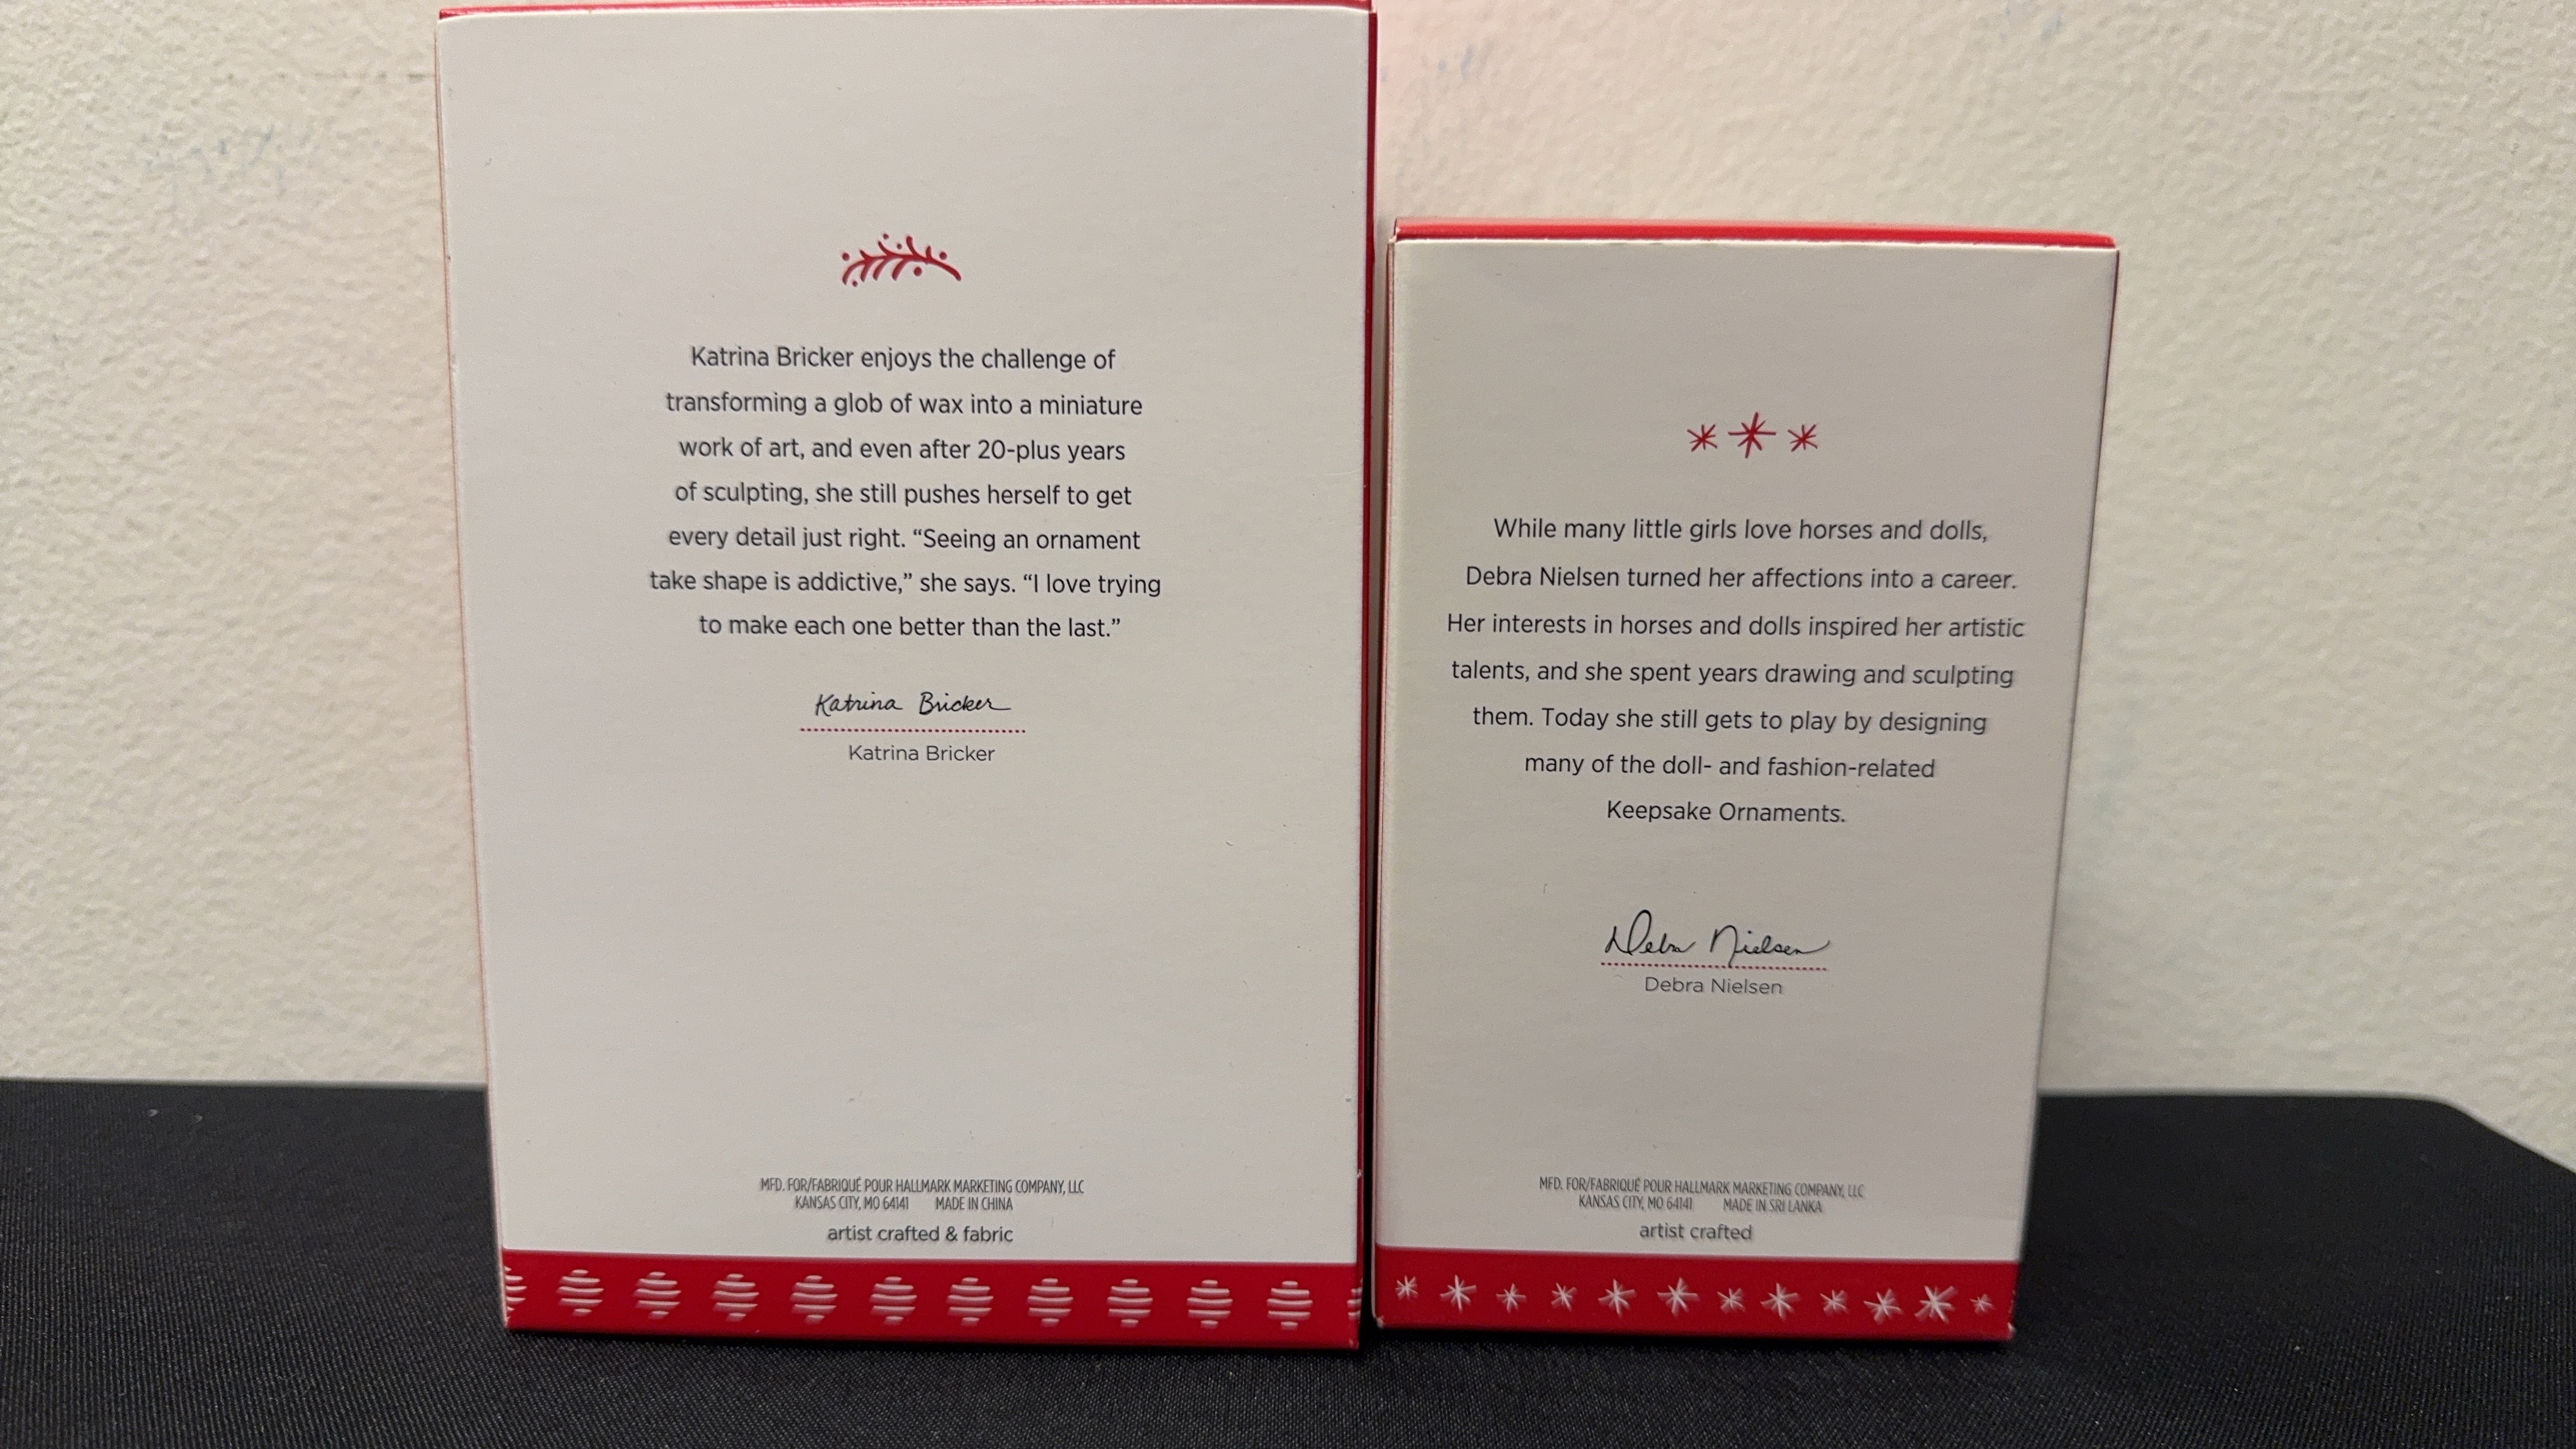 Katrina Bricker enjoys the challenge of
transforming a glob of wax into a miniature
work of art, and even after 20-plus years
of sculpting, she still pushes herself to get
every detail just right. “Seeing an ornament
take shape is addictive,” she says. “I love trying
to make each one better than the last.”
Katrina Bricker
Katrina Bricker
MFD. FOR/FABRIQUÉ POUR HALLMARK MARKETING COMPANY, LLC
KANSAS CITY, MO 64141 MADE IN CHINA
artist crafted & fabric
While many little girls love horses and dolls,
Debra Nielsen turned her affections into a career.
Her interests in horses and dolls inspired her artistic
talents, and she spent years drawing and sculpting
them. Today she still gets to play by designing
many of the doll- and fashion-related
Keepsake Ornaments.
Debra Nielsen
Debra Nielsen
MFD. FOR/FABRIQUÉ POUR HALLMARK MARKETING COMPANY, LLC
KANSAS CITY, MO 64141 MADE IN SRI LANKA
artist crafted